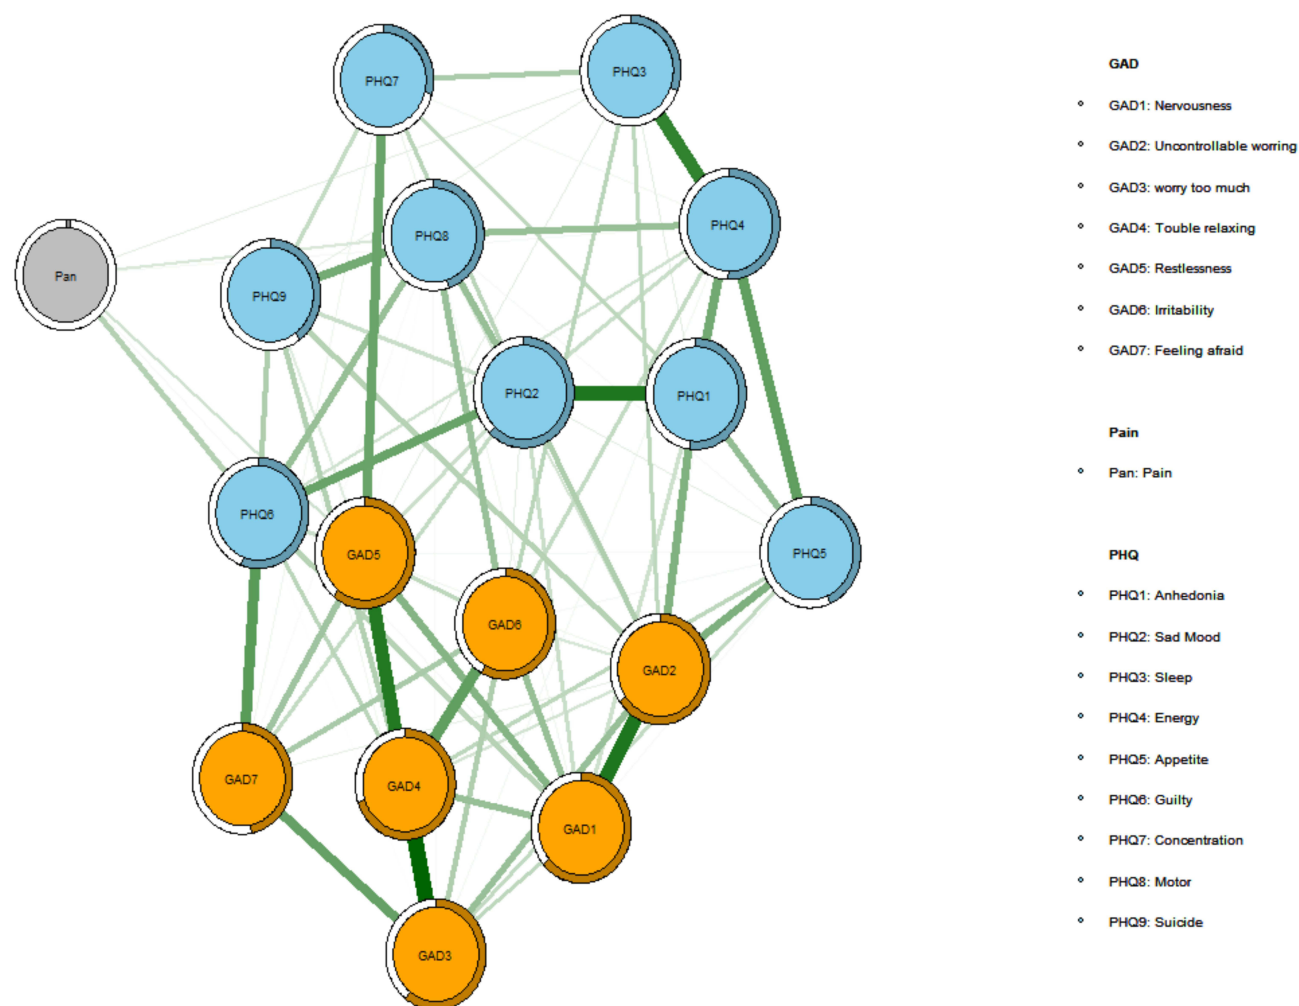 PHQ7
PHQ3
PHQ4
PHQ8
Pan
PHQ9
PHQ2
PHQ1
PHQ6
GAD5
PHQ5
GAD6
GAD2
GAD7
GAD4
GAD1
GAD3
GAD
GAD1: Nervousness
GAD2: Uncontrollable worring
GAD3: worry too much
GAD4: Touble relaxing
GAD5: Restlessness
GAD6: Irritability
GAD7: Feeling afraid
Pain
Pan: Pain
PHQ
PHQ1: Anhedonia
PHQ2: Sad Mood
PHQ3: Sleep
PHQ4: Energy
PHQ5: Appetite
PHQ6: Guilty
PHQ7: Concentration
PHQ8: Motor
PHQ9: Suicide